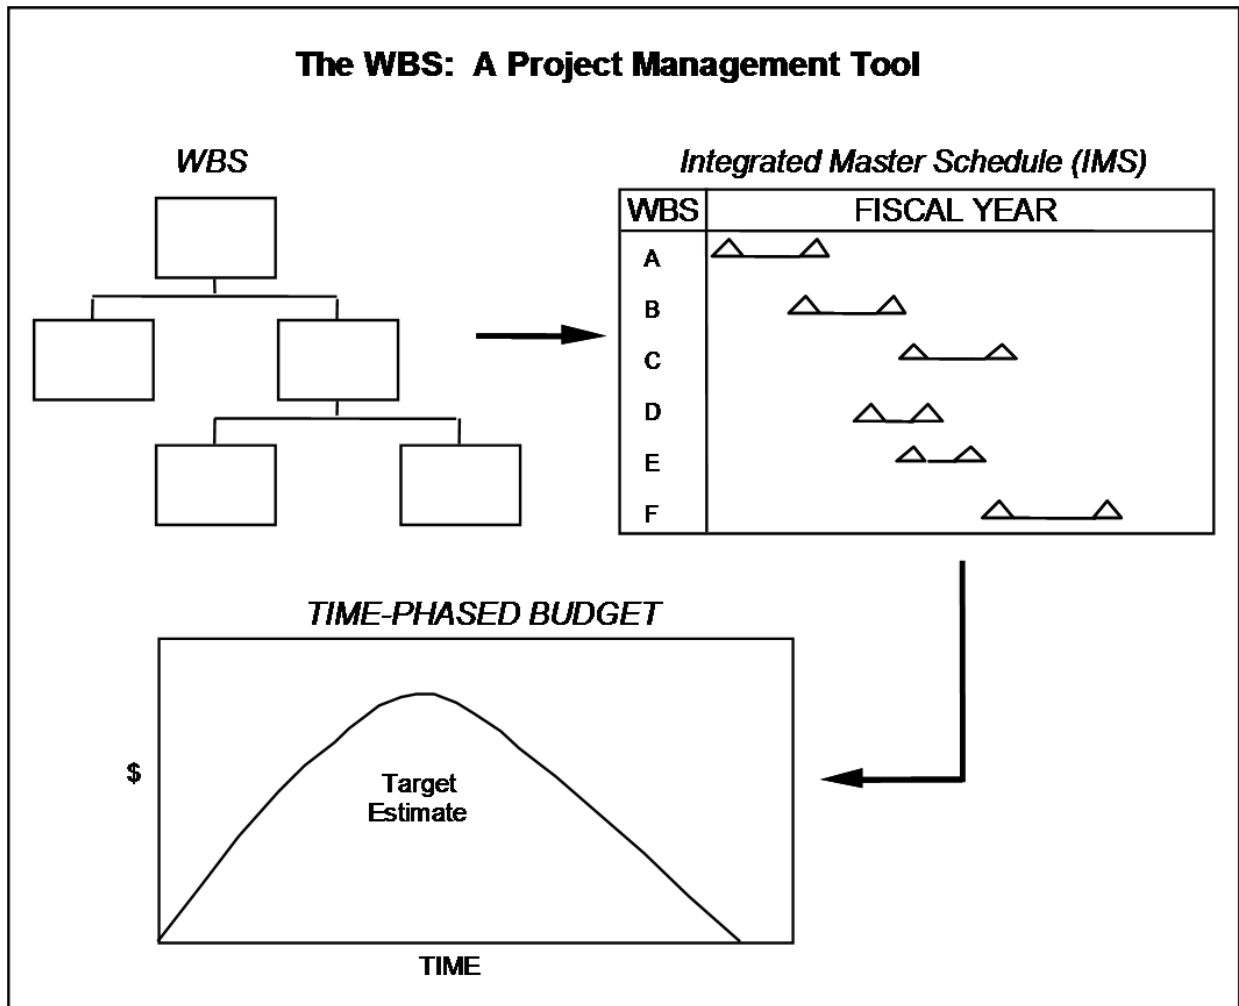 The WBS:  A Project Management Tool
WBS
Integrated Master Schedule (IMS)
WBS FISCAL YEAR
A
B
C
D
E
F
TIME-PHASED BUDGET
$
Target
Estimate
TIME